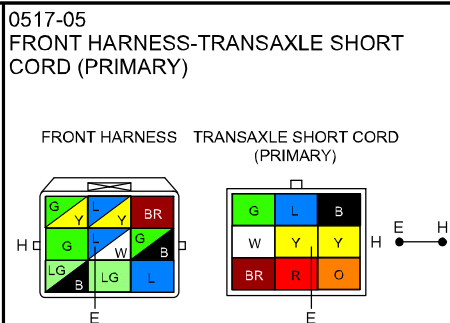 0517-05
FRONT HARNESS-TRANSAXLE SHORT
CORD (PRIMARY)
FRONT HARNESS
TRANSAXLE SHORT CORD
(PRIMARY)
G Y L Y BR
H G L W G B
LG B LG L
E
G L B
W Y Y H
BR R O
E
E H